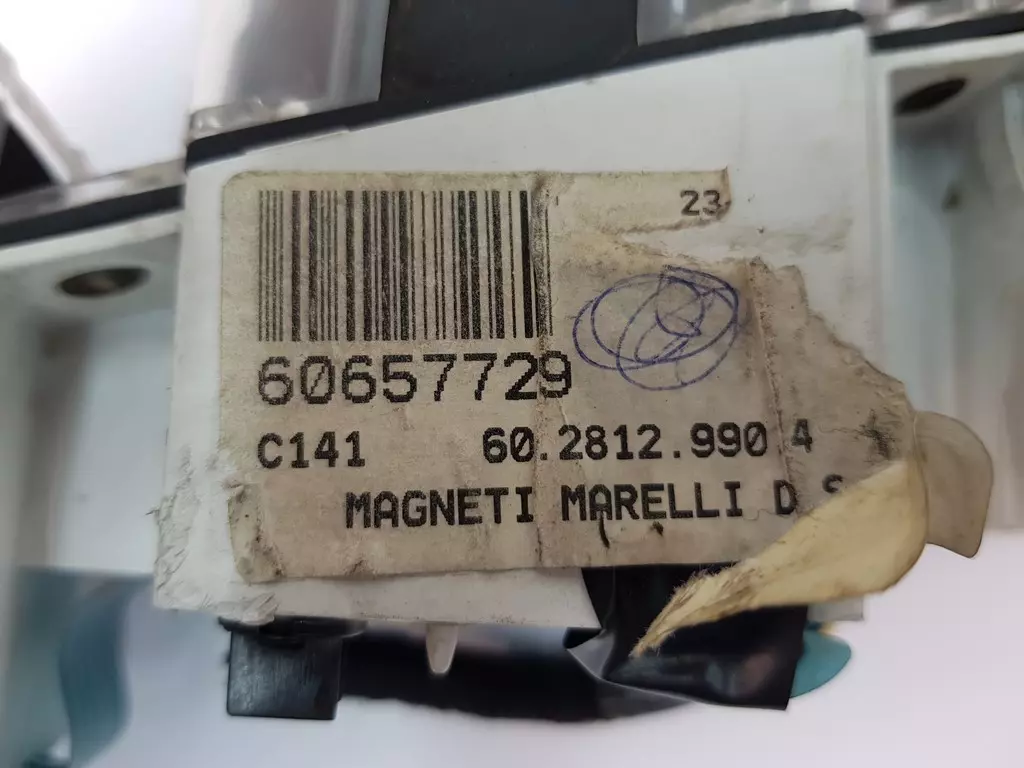 23
60657729
C141 60.2812.990 4
MAGNETI MARELLI D S